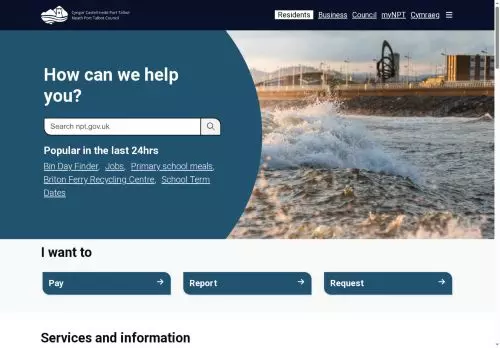 Cyngor Castell-nedd Port Talbot
Neath Port Talbot Council
Residents Business Council myNPT Cymraeg
How can we help
you?
Search npt.gov.uk
Popular in the last 24hrs
Bin Day Finder, Jobs, Primary school meals,
Briton Ferry Recycling Centre, School Term
Dates
I want to
Pay
Report
Request
Services and information